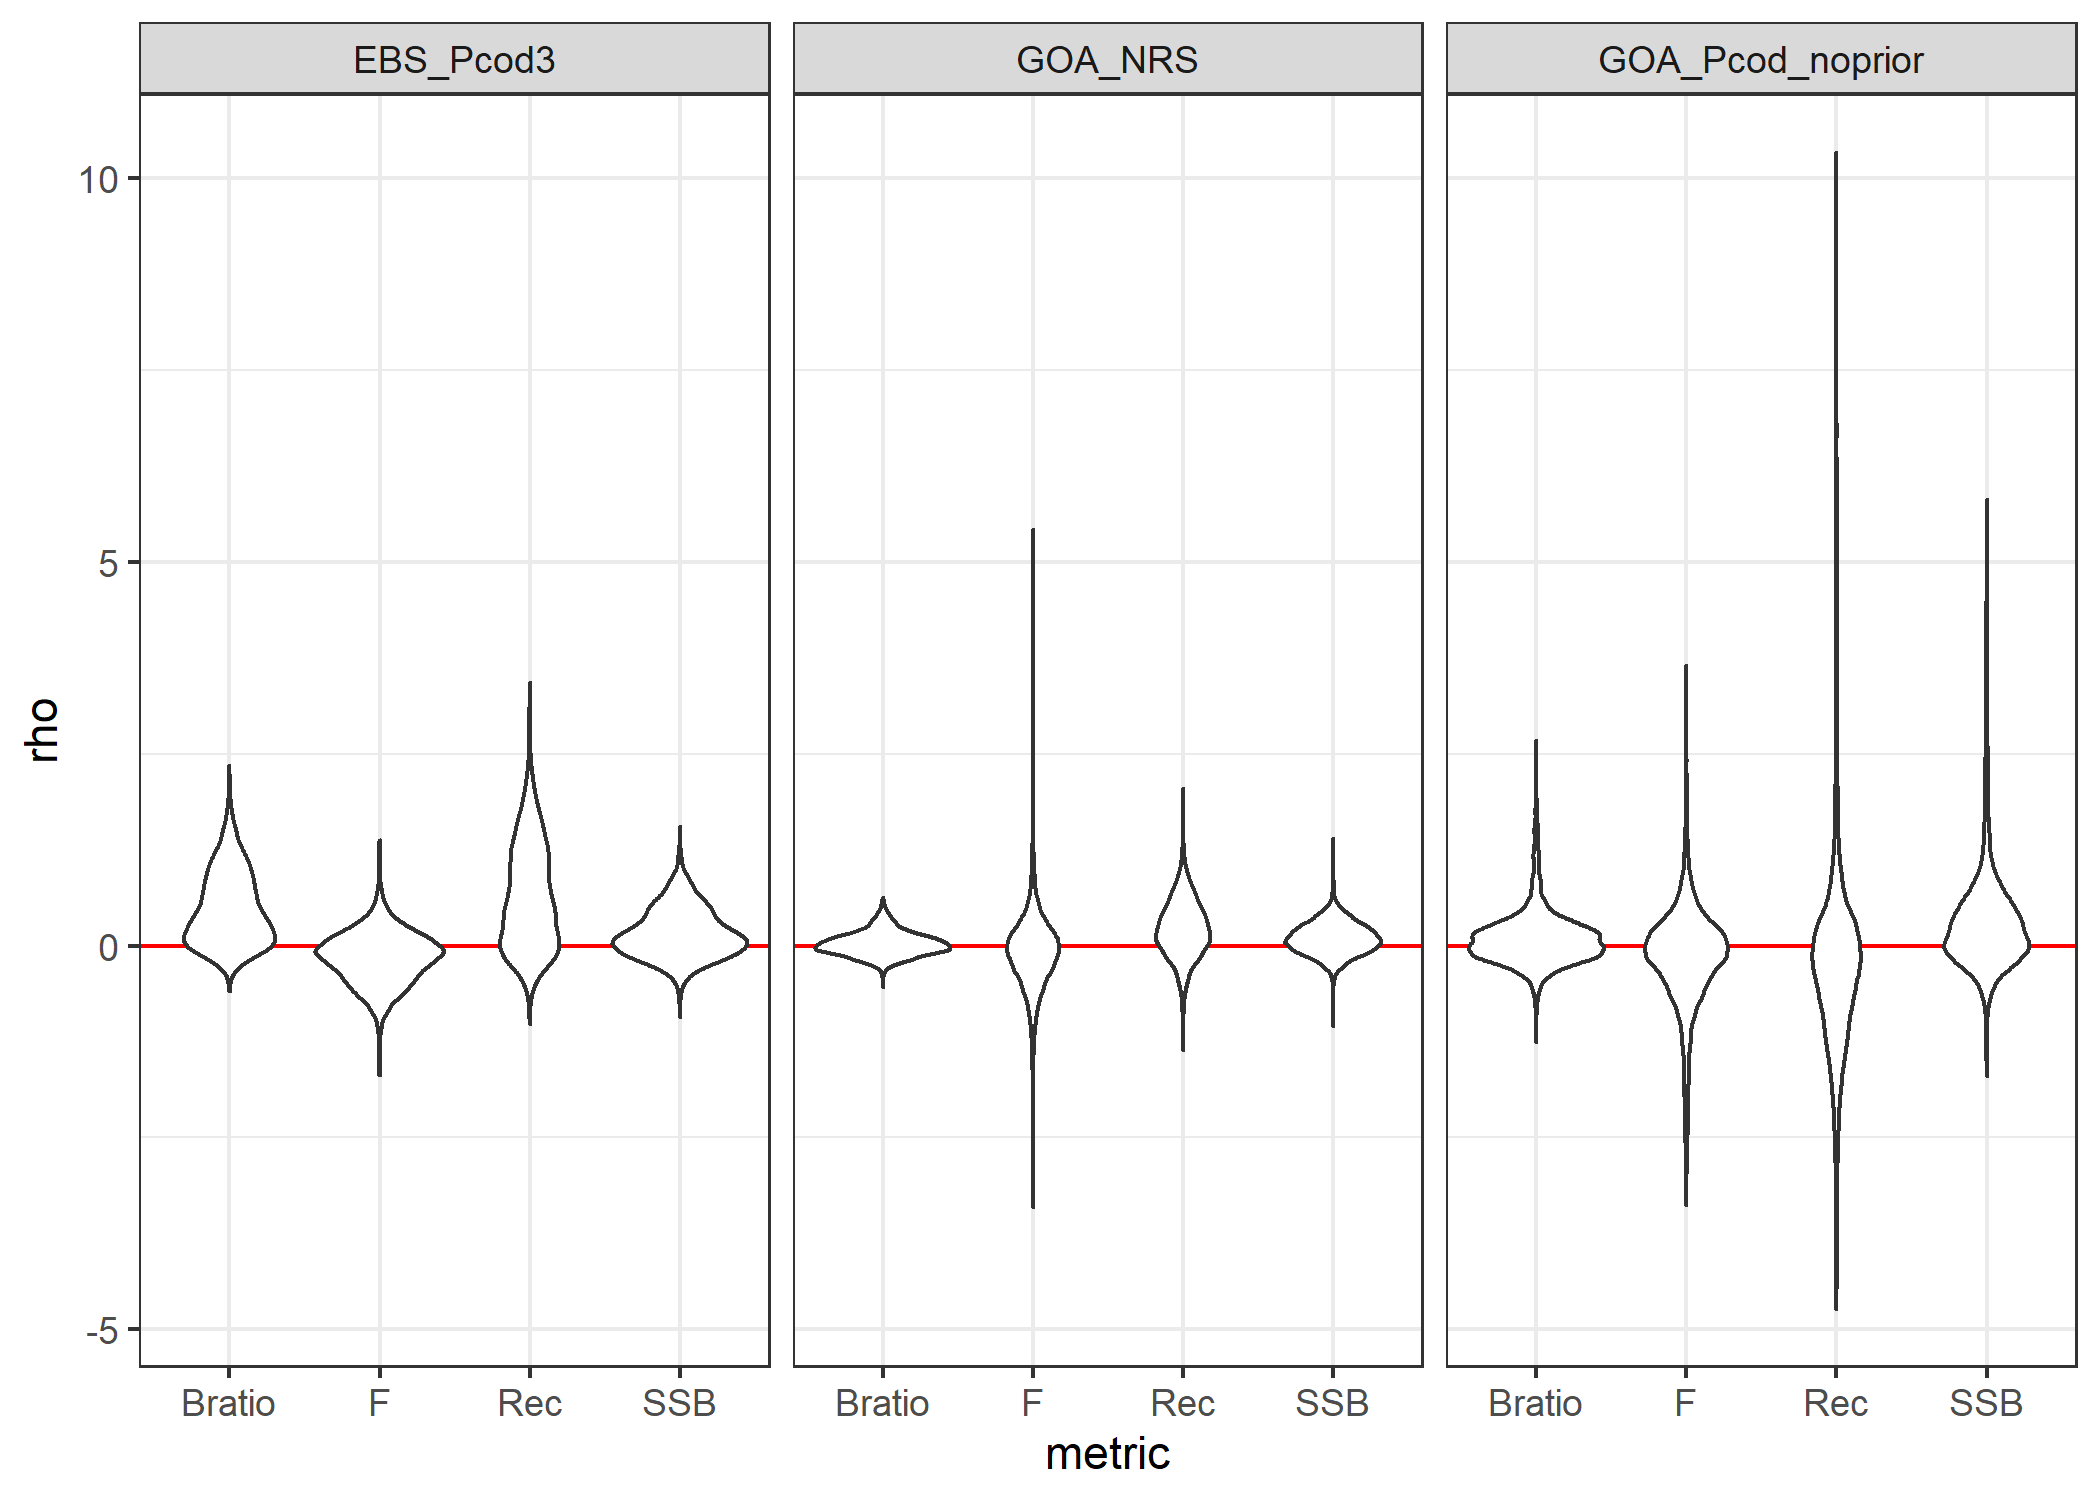 EBS_Pcod3 GOA_NRS GOA_Pcod_noprior
10
5
0
-5
rho
Bratio F Rec SSB Bratio F Rec SSB Bratio F Rec SSB
metric